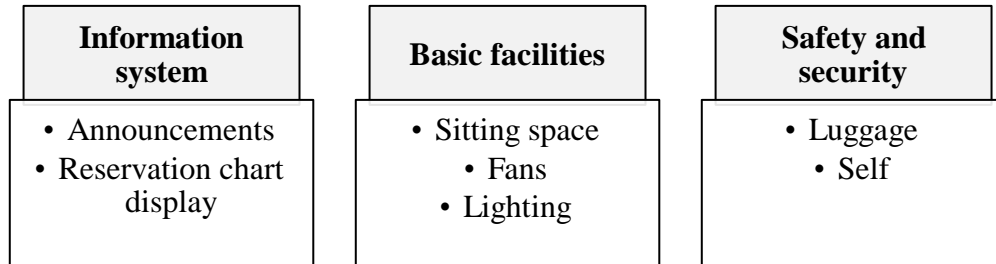 Information
system
• Announcements
• Reservation chart
display
Basic facilities
• Sitting space
• Fans
• Lighting
Safety and
security
• Luggage
• Self